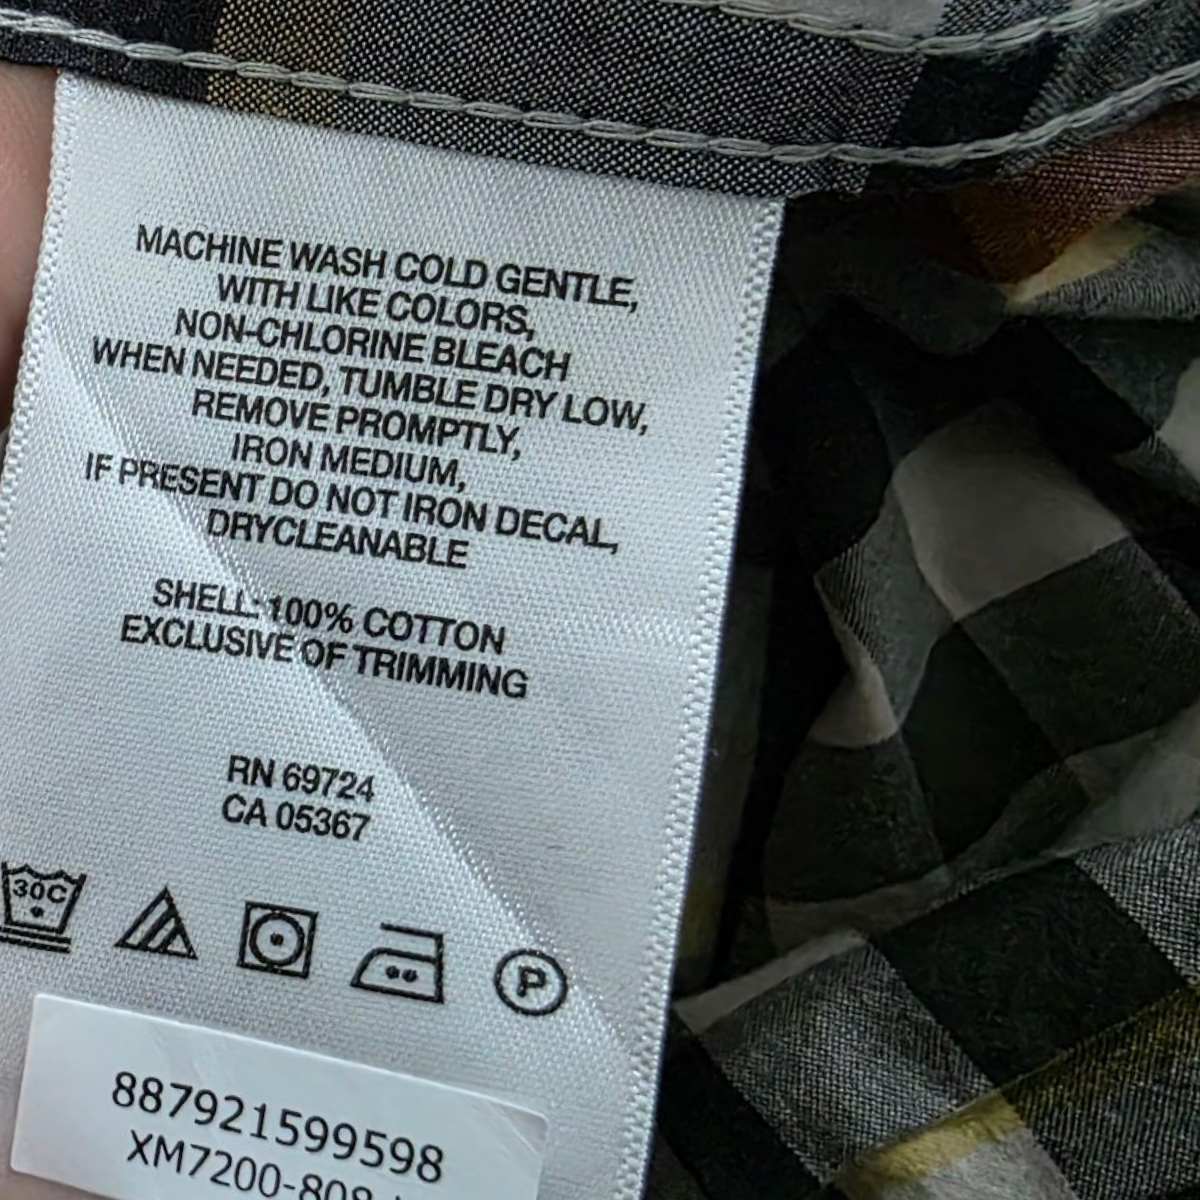 MACHINE WASH COLD GENTLE,
WITH LIKE COLORS,
NON-CHLORINE BLEACH
WHEN NEEDED, TUMBLE DRY LOW,
REMOVE PROMPTLY,
IRON MEDIUM,
IF PRESENT DO NOT IRON DECAL,
DRYCLEANABLE
SHELL: 100% COTTON
EXCLUSIVE OF TRIMMING
RN 69724
CA 05367
30C
P
887921599598
XM7200-809